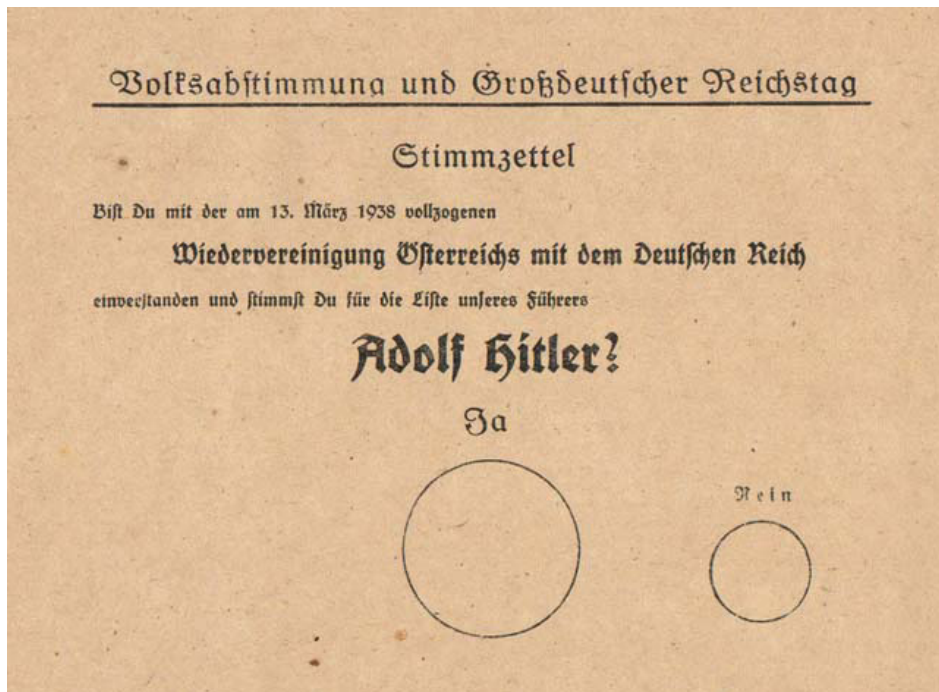 Volksabstimmung und Großdeutscher Reichstag
Stimmzettel
Bist Du mit der am 13. März 1938 vollzogenen
Wiedervereinigung Österreichs mit dem Deutschen Reich
einverstanden und stimmst Du für die Liste unseres Führers
Adolf Hitler?
Ja
Nein